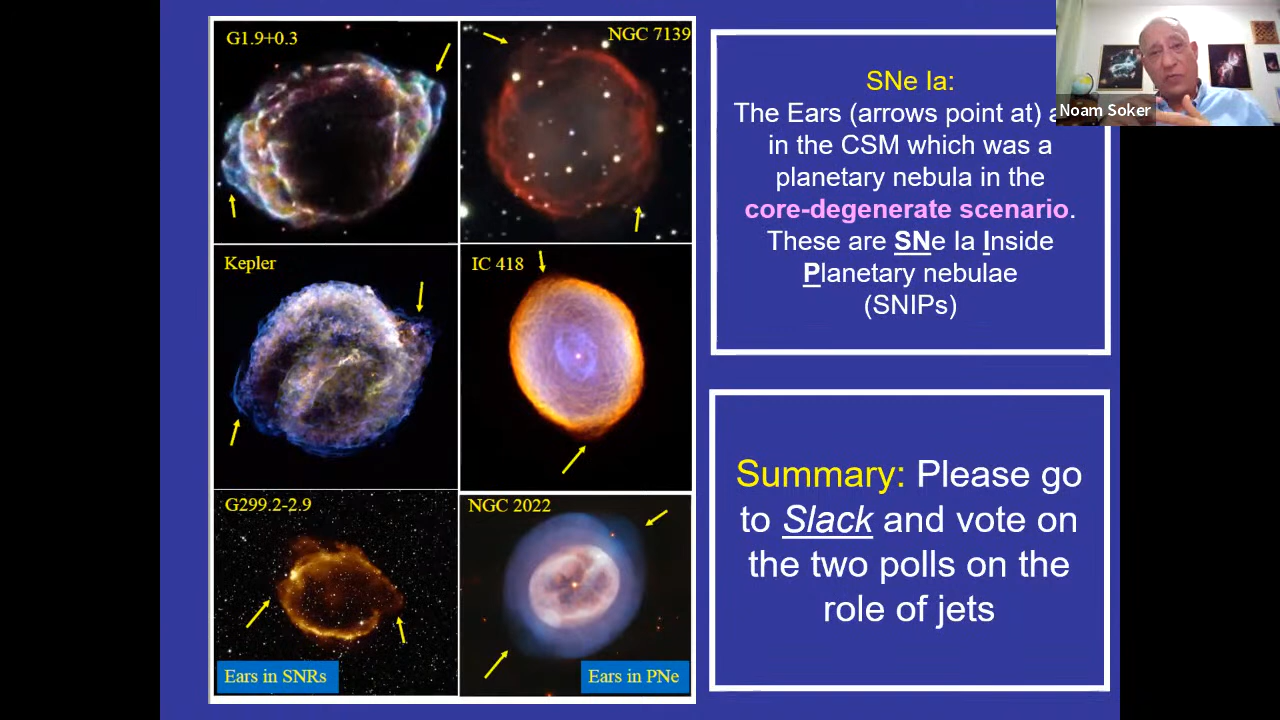 G1.9+0.3
NGC 7139
Kepler
IC 418
G299.2-2.9
NGC 2022
Ears in SNRs
Ears in PNe
SNe Ia:
The Ears (arrows point at)
in the CSM which was a
planetary nebula in the
core-degenerate scenario.
These are SNe Ia Inside
Planetary nebulae
(SNIPs)
Summary: Please go
to Slack and vote on
the two polls on the
role of jets
Noam Soker